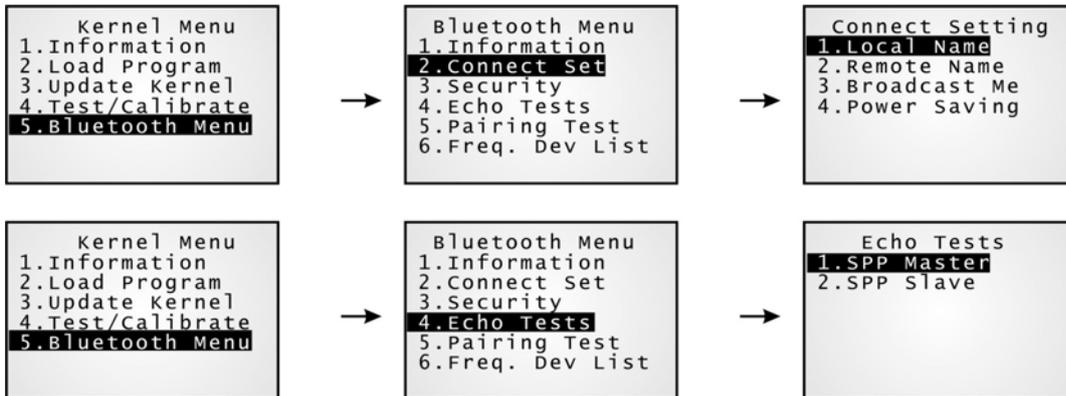 Kernel Menu
1.Information
2.Load Program
3.Update Kernel
4.Test/Calibrate
5.Bluetooth Menu
Bluetooth Menu
1.Information
2.Connect Set
3.Security
4.Echo Tests
5.Pairing Test
6.Freq. Dev List
Connect Setting
1.Local Name
2.Remote Name
3.Broadcast Me
4.Power Saving
Kernel Menu
1.Information
2.Load Program
3.Update Kernel
4.Test/Calibrate
5.Bluetooth Menu
Bluetooth Menu
1.Information
2.Connect Set
3.Security
4.Echo Tests
5.Pairing Test
6.Freq. Dev List
Echo Tests
1.SPP Master
2.SPP Slave